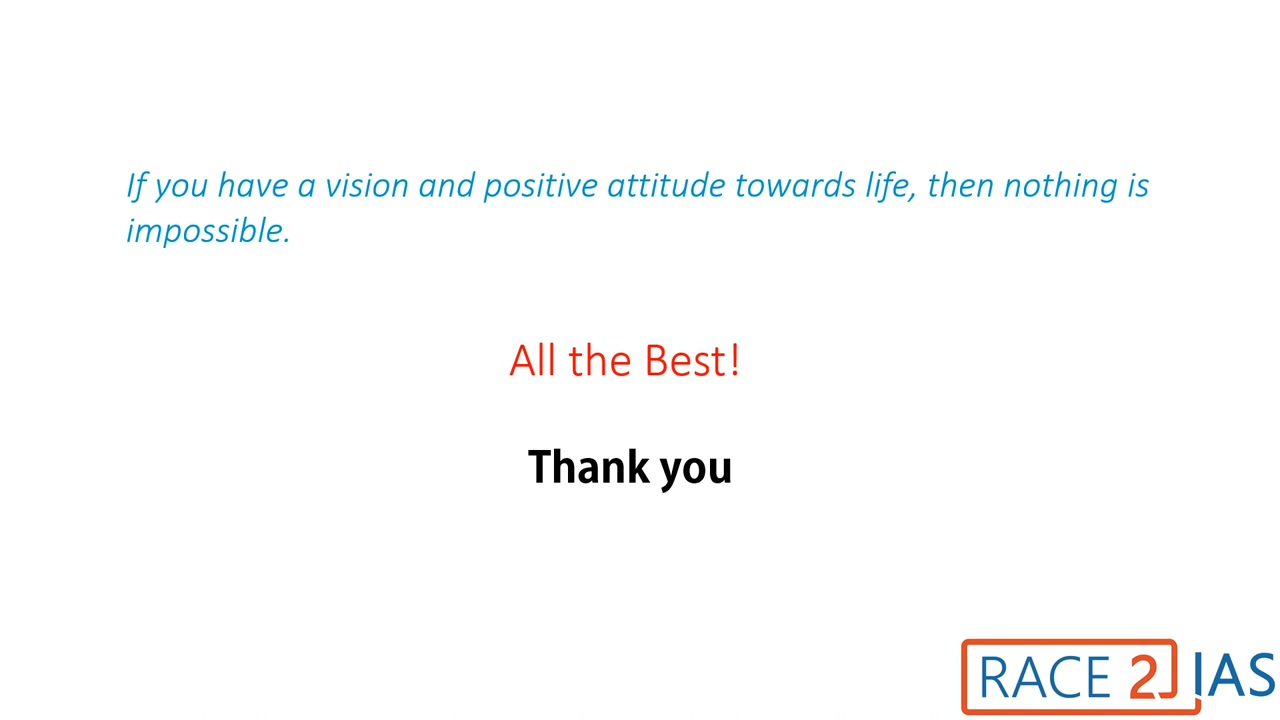 If you have a vision and positive attitude towards life, then nothing is
impossible.
All the Best!
Thank you
RACE 2 IAS